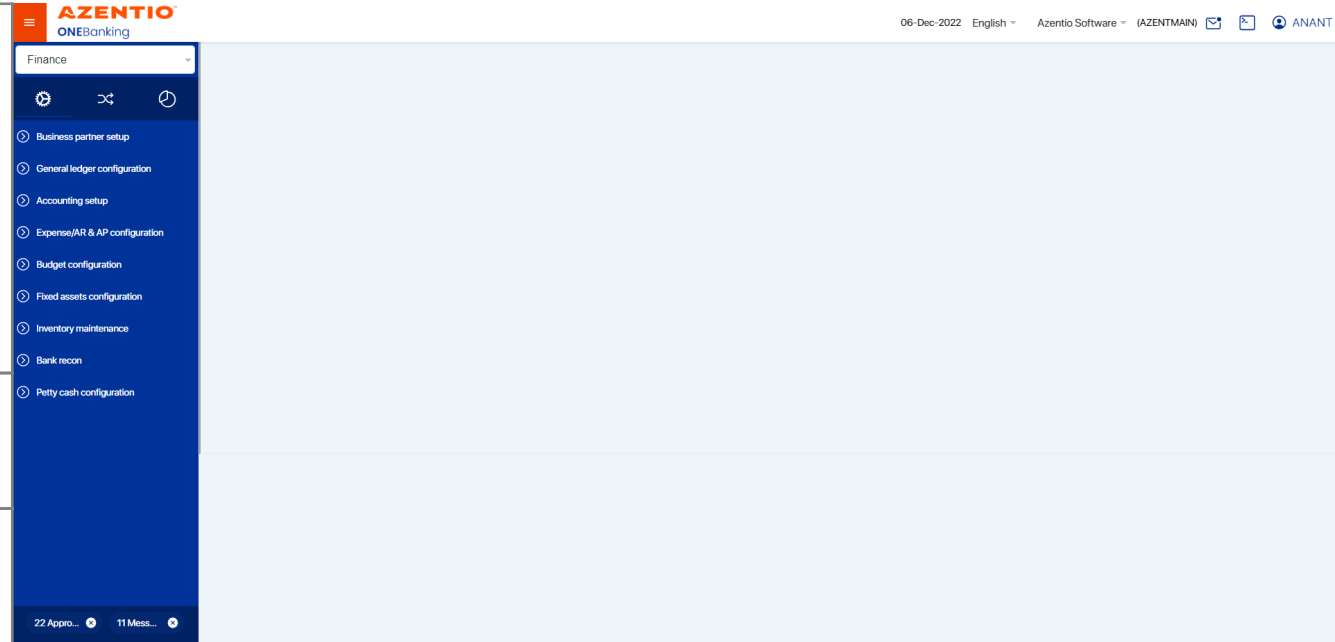 AZENTIO
ONEBanking
06-Dec-2022 English Azentio Software (AZENTMAIN) ANANT
Finance
Business partner setup
General ledger configuration
Accounting setup
Expense/AR & AP configuration
Budget configuration
Fixed assets configuration
Inventory maintenance
Bank recon
Petty cash configuration
22 Appro... 11 Mess...